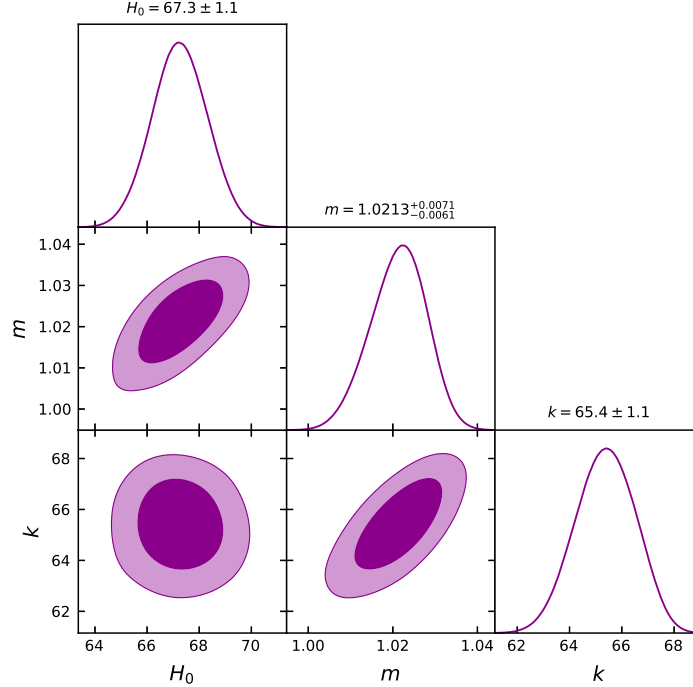 H₀ = 67.3 ± 1.1
m = 1.0213⁺⁰·⁰⁰⁷¹₋₀.₀₀₆₁
1.04
1.03
1.02
1.01
1.00
m
k = 65.4 ± 1.1
68
66
64
62
k
64 66 68 70 1.00 1.02 1.04 62 64 66 68
H₀ m k